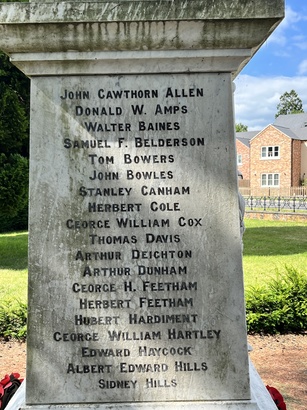 JOHN CAWTHORN ALLEN
DONALD W. AMPS
WALTER BAINES
SAMUEL F. BELDERSON
TOM BOWERS
JOHN BOWLES
STANLEY CANHAM
HERBERT COLE
GEORGE WILLIAM COX
THOMAS DAVIS
ARTHUR DEIGHTON
ARTHUR DUNHAM
GEORGE H. FEETHAM
HERBERT FEETHAM
HUBERT HARDIMENT
GEORGE WILLIAM HARTLEY
EDWARD HAYCOCK
ALBERT EDWARD HILLS
SIDNEY HILLS